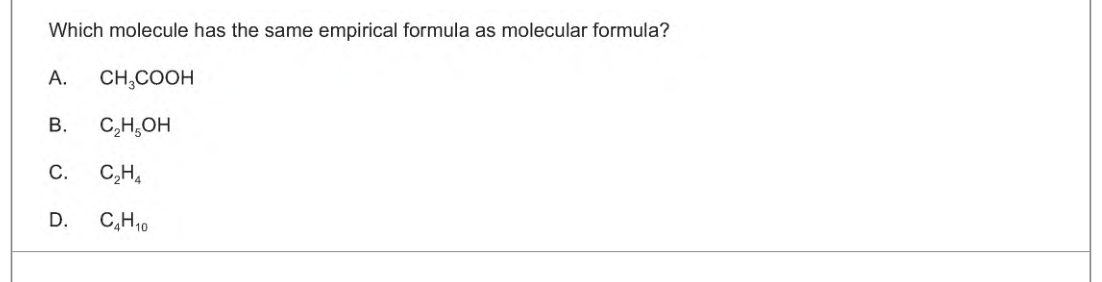 Which molecule has the same empirical formula as molecular formula?
A. CH₃COOH
B. C₂H₅OH
C. C₂H₄
D. C₄H₁₀